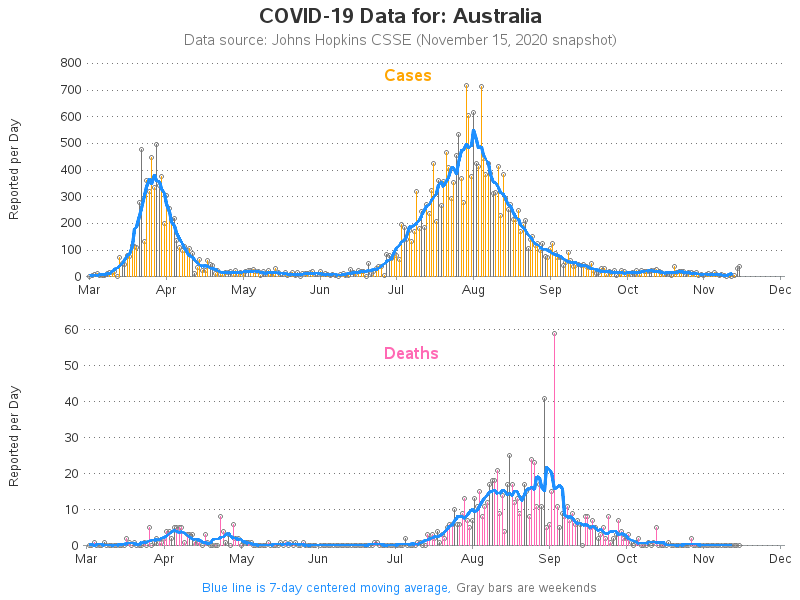 COVID-19 Data for: Australia
Data source: Johns Hopkins CSSE (November 15, 2020 snapshot)
Cases
Reported per Day
800
700
600
500
400
300
200
100
0
Mar Apr May Jun Jul Aug Sep Oct Nov Dec
Deaths
Reported per Day
60
50
40
30
20
10
0
Mar Apr May Jun Jul Aug Sep Oct Nov Dec
Blue line is 7-day centered moving average, Gray bars are weekends